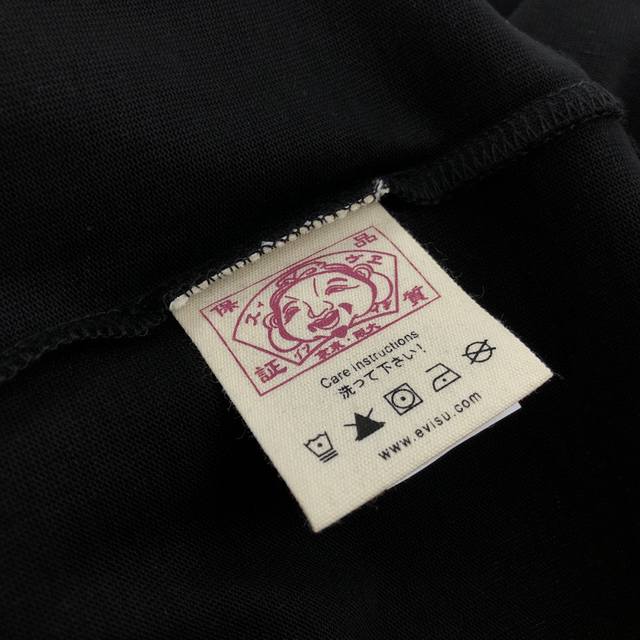 品質
保証
Care instructions
洗って下さい!
www.evisu.com